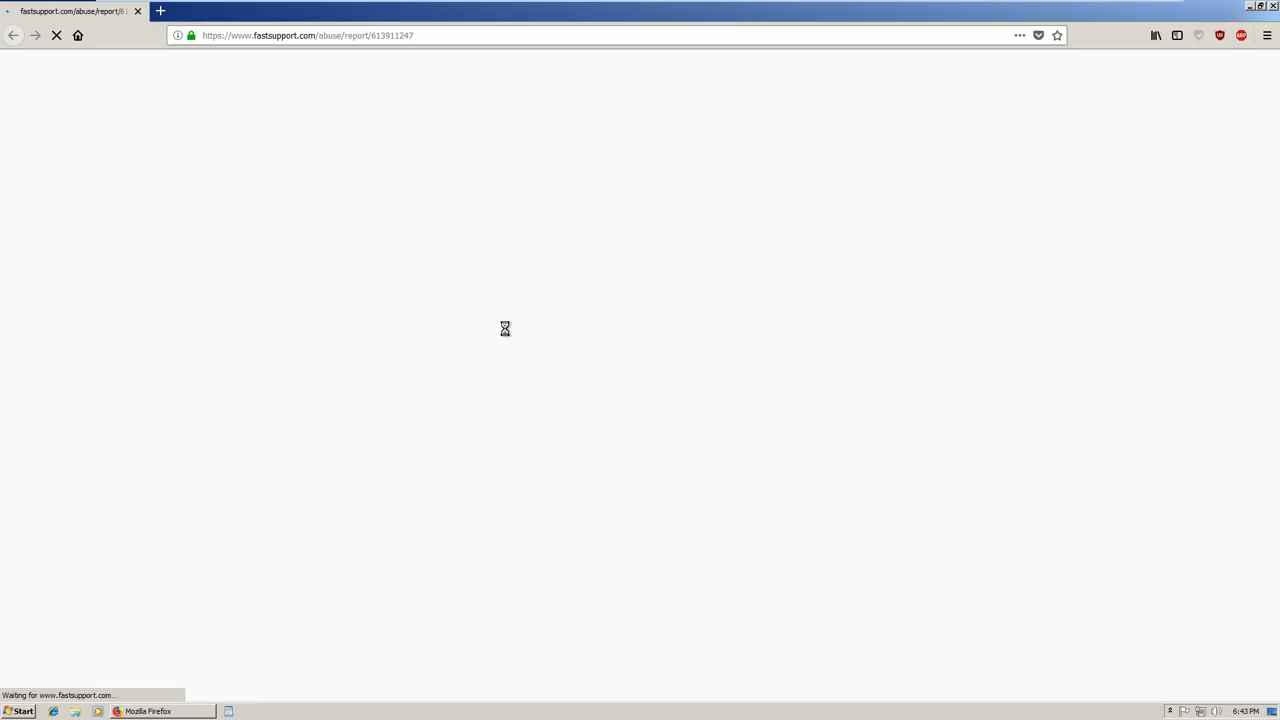 fastsupport.com/abuse/report/61
https://www.fastsupport.com/abuse/report/613911247
Waiting for www.fastsupport.com...
Start
Mozilla Firefox
6:43 PM